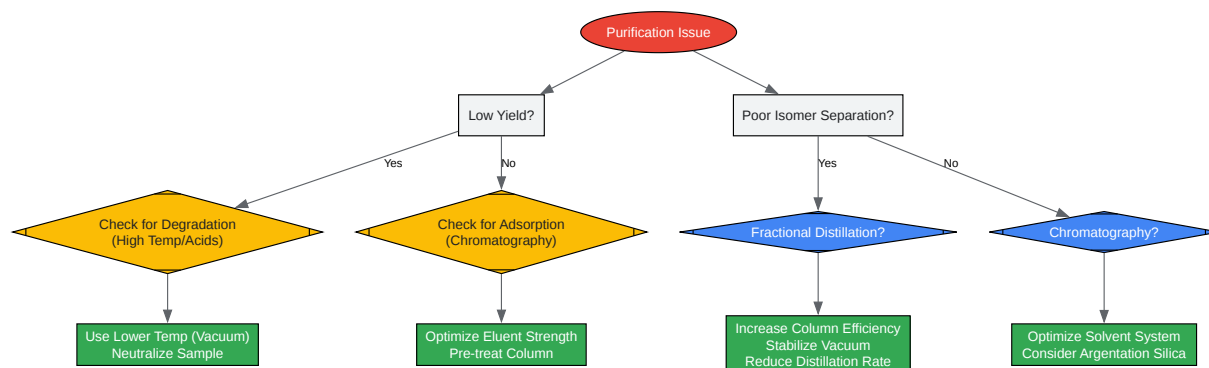 Purification Issue
Low Yield?
Poor Isomer Separation?
Yes
No
Yes
No
Check for Degradation
(High Temp/Acids)
Check for Adsorption
(Chromatography)
Fractional Distillation?
Chromatography?
Use Lower Temp (Vacuum)
Neutralize Sample
Optimize Eluent Strength
Pre-treat Column
Increase Column Efficiency
Stabilize Vacuum
Reduce Distillation Rate
Optimize Solvent System
Consider Argentation Silica